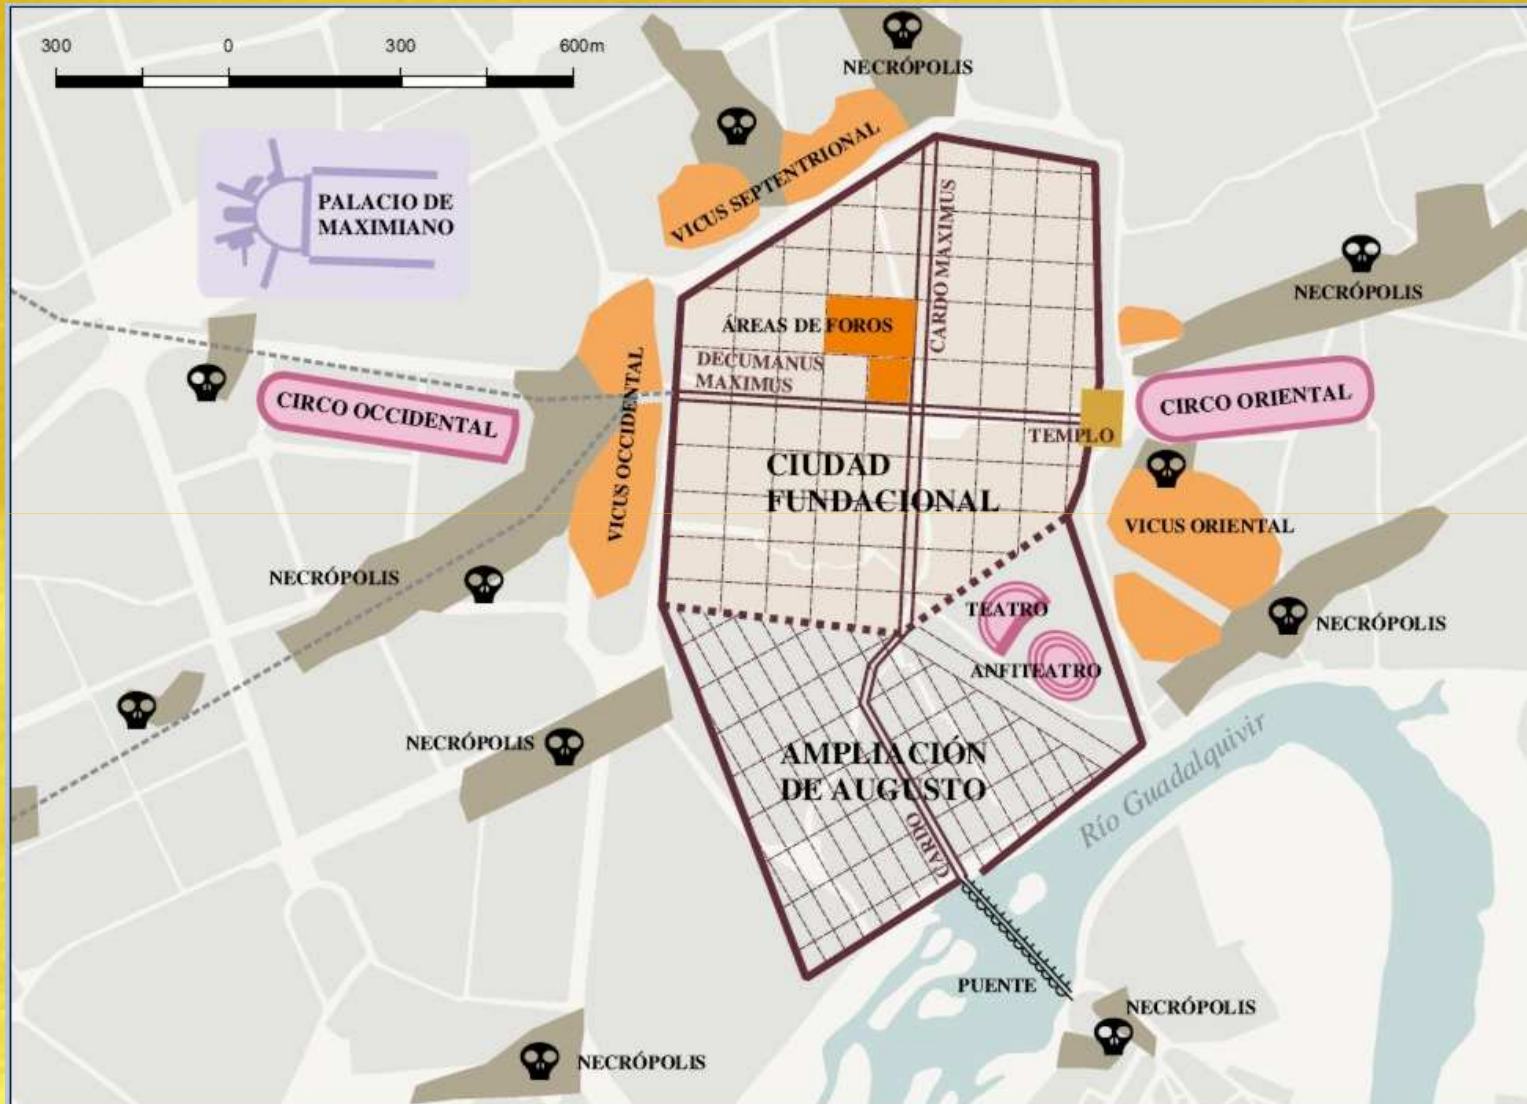 300 0 300 600m
NECRÓPOLIS
VICUS SEPTENTRIONAL
PALACIO DE
MAXIMIANO
CARDO MAXIMUS
NECRÓPOLIS
ÁREAS DE FOROS
DECUMANUS
MAXIMUS
CIRCO OCCIDENTAL
VICUS OCCIDENTAL
CIRCO ORIENTAL
TEMPLO
CIUDAD
FUNDACIONAL
VICUS ORIENTAL
NECRÓPOLIS
TEATRO
NECRÓPOLIS
ANFITEATRO
NECRÓPOLIS
AMPLIACIÓN
DE AUGUSTO
Río Guadalquivir
CARDO
PUENTE
NECRÓPOLIS
NECRÓPOLIS